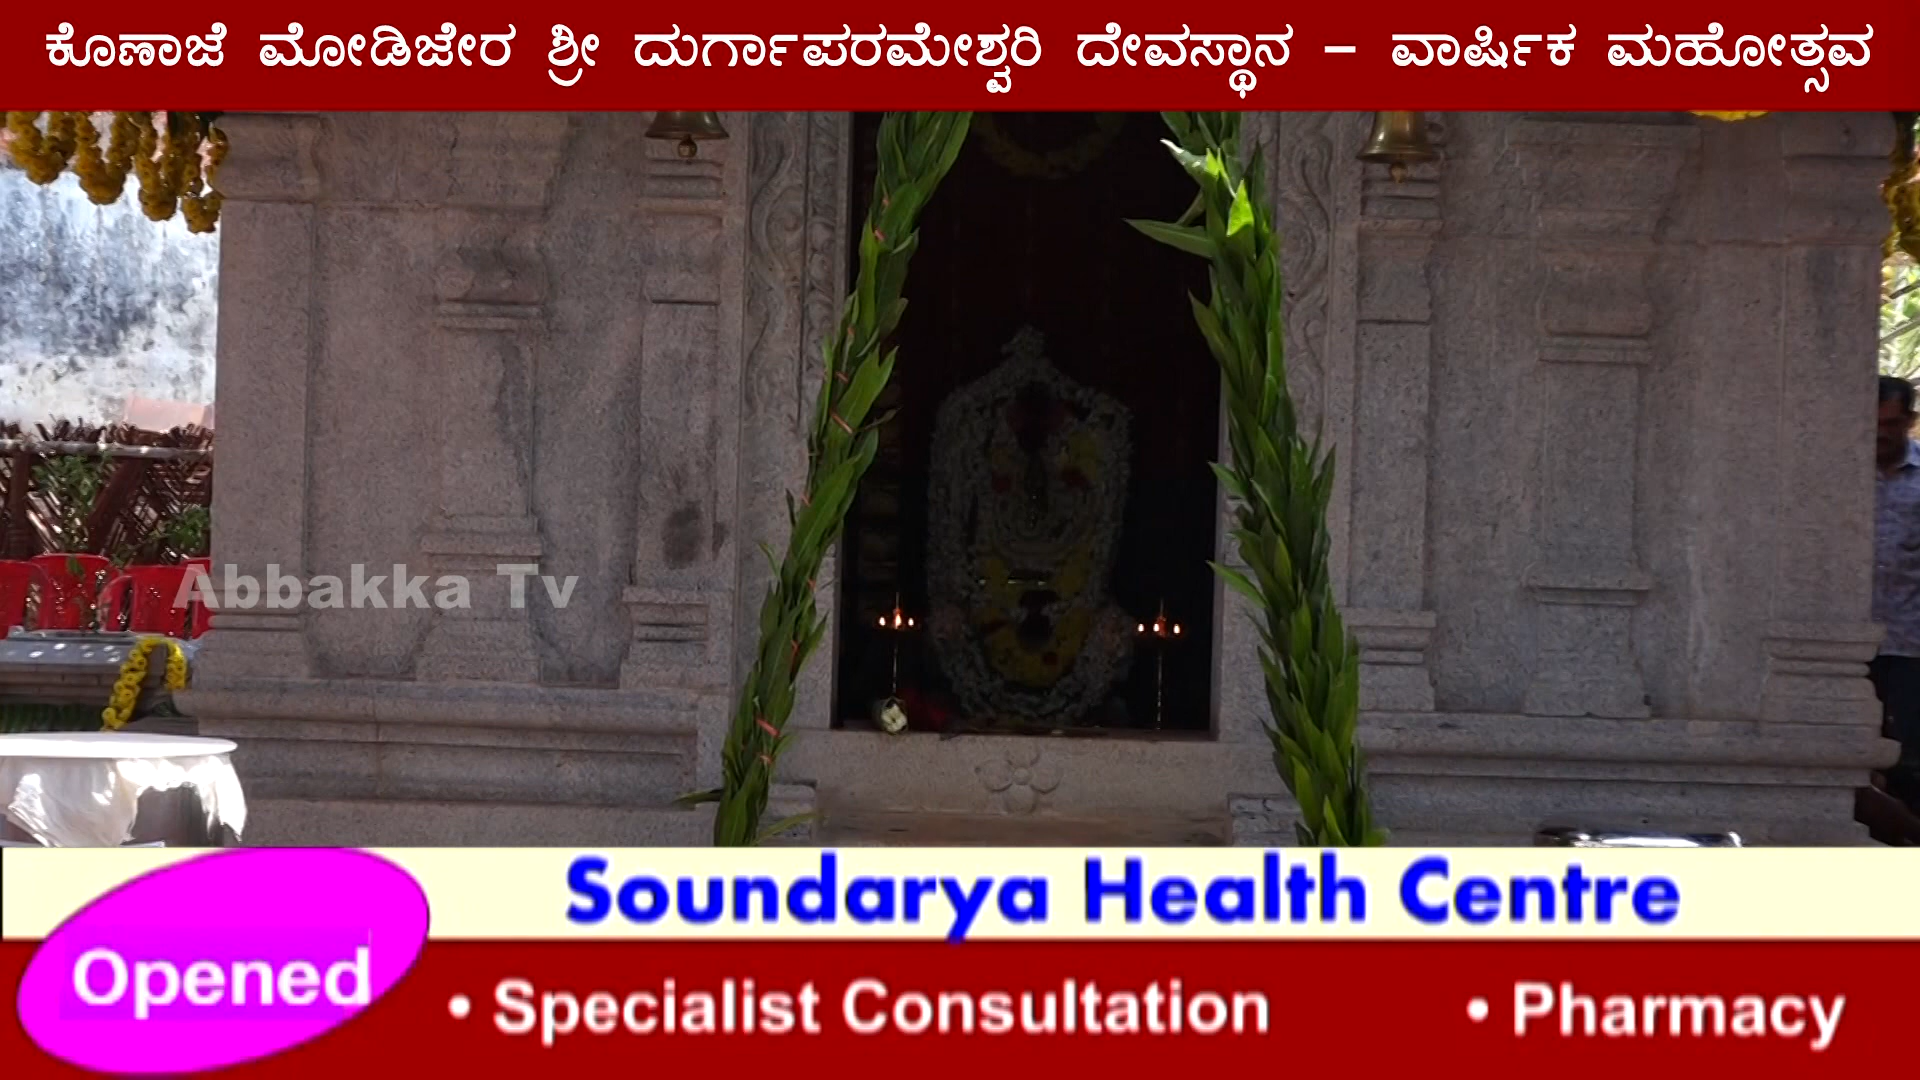 ಕೊಣಾಜೆ ಮೋಡಿಜೇರ ಶ್ರೀ ದುರ್ಗಾಪರಮೇಶ್ವರಿ ದೇವಸ್ಥಾನ – ವಾರ್ಷಿಕ ಮಹೋತ್ಸವ
Abbakka Tv
Soundarya Health Centre
Opened
• Specialist Consultation • Pharmacy